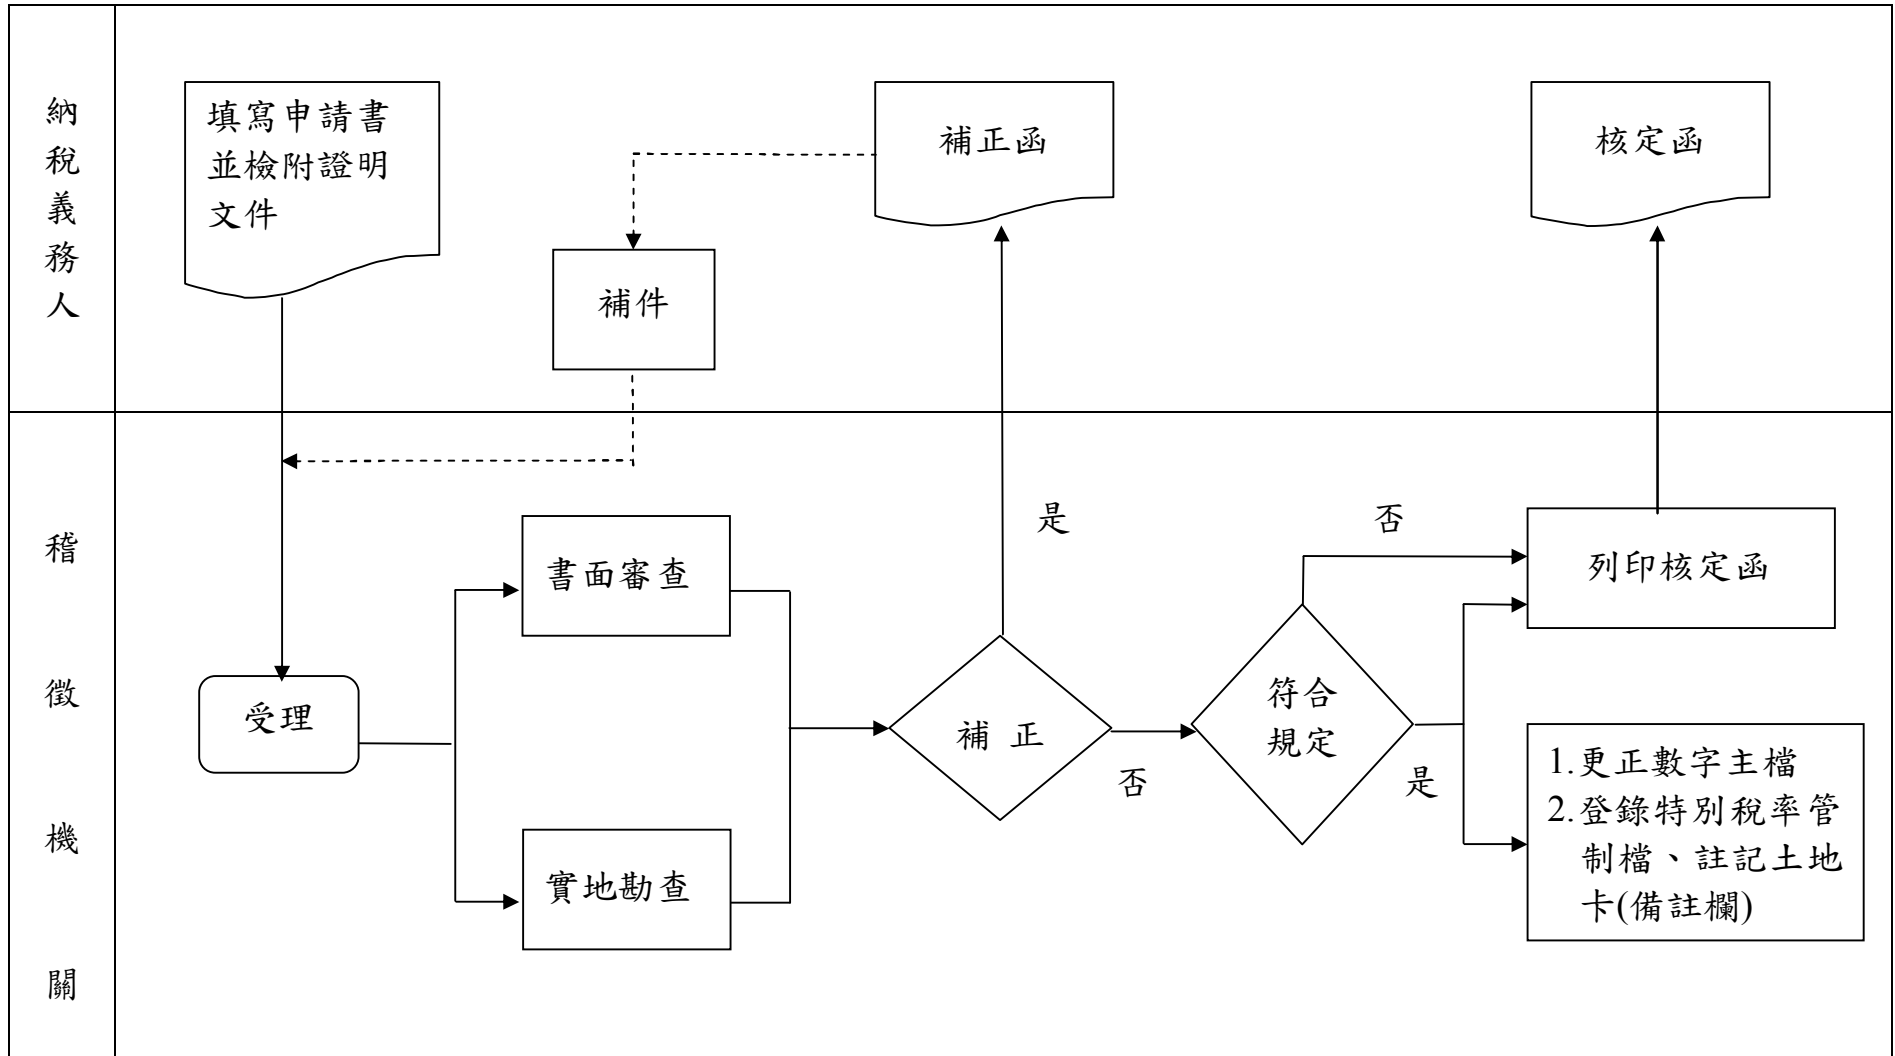 納稅義務人
填寫申請書
並檢附證明
文件
補件
補正函
核定函
稽徵機關
受理
書面審查
實地勘查
補 正
是
否
符合
規定
否
是
列印核定函
1.更正數字主檔
2.登錄特別稅率管
制檔、註記土地
卡(備註欄)